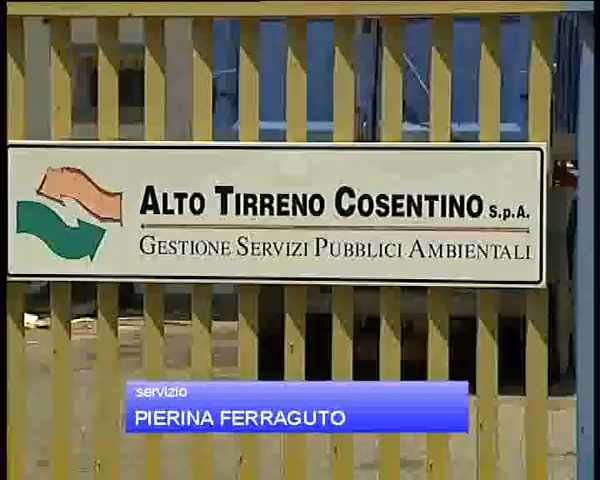 ALTO TIRRENO COSENTINO S.p.A.
GESTIONE SERVIZI PUBBLICI AMBIENTALI
servizio
PIERINA FERRAGUTO